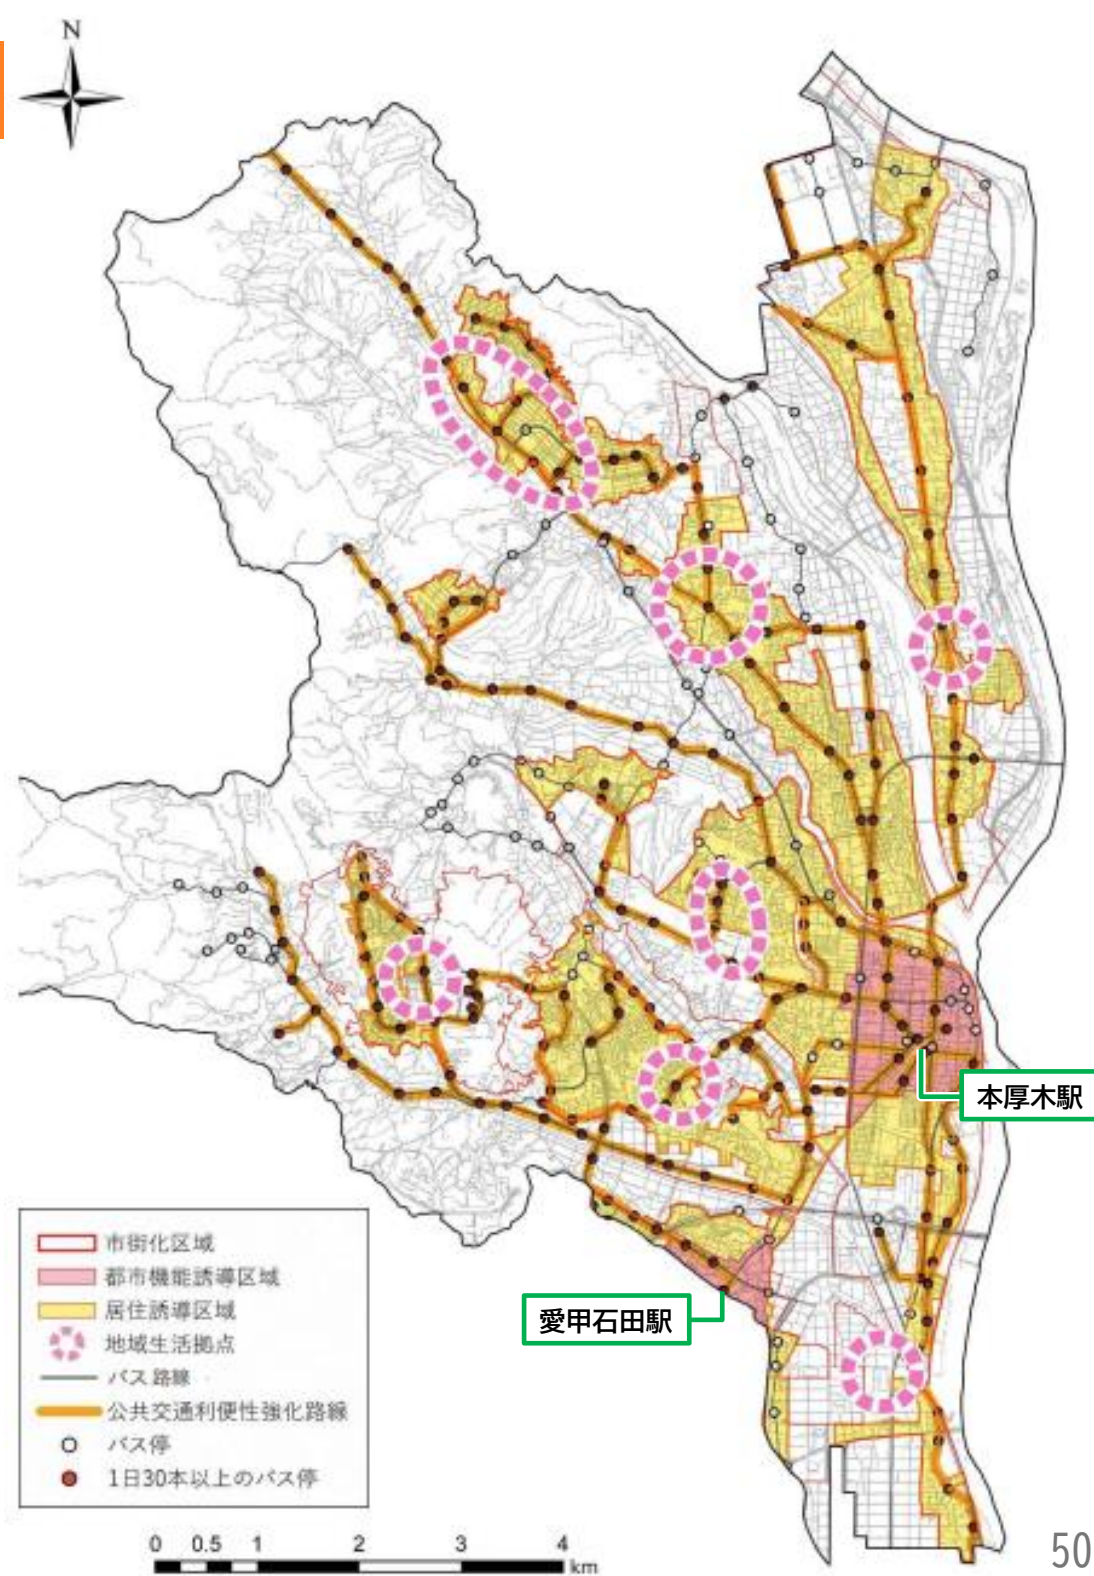 N
本厚木駅
愛甲石田駅
市街化区域
都市機能誘導区域
居住誘導区域
地域生活拠点
バス路線
公共交通利便性強化路線
バス停
1日30本以上のバス停
0 0.5 1 2 3 4
km
50